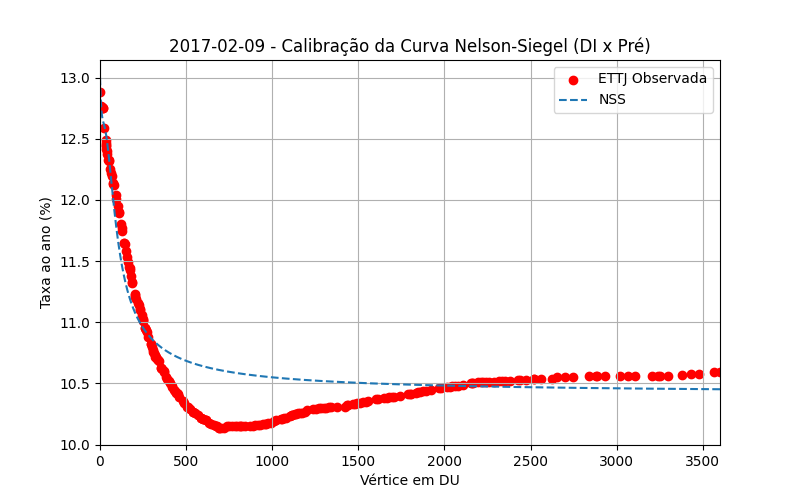 2017-02-09 - Calibração da Curva Nelson-Siegel (DI x Pré)
ETTJ Observada
NSS
Taxa ao ano (%)
13.0
12.5
12.0
11.5
11.0
10.5
10.0
0 500 1000 1500 2000 2500 3000 3500
Vértice em DU